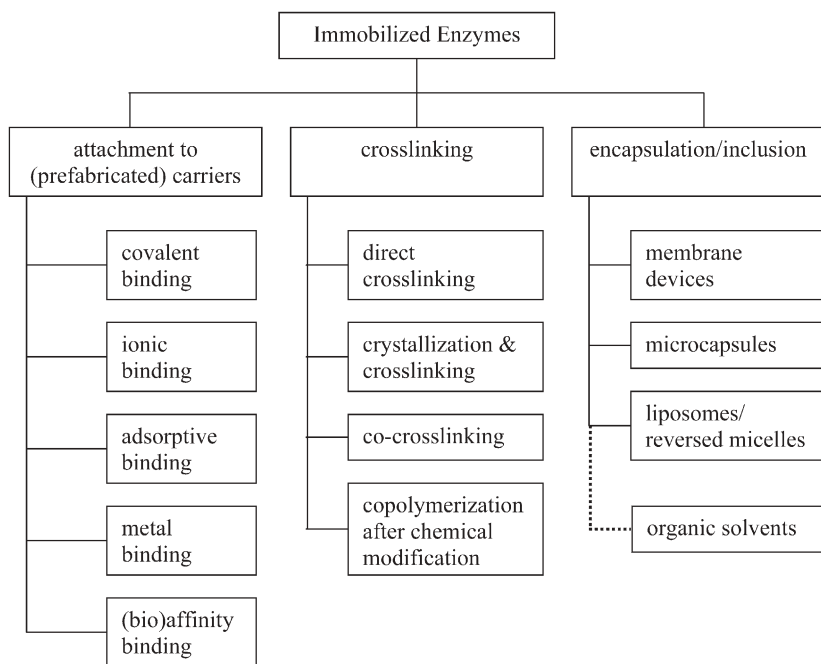 Immobilized Enzymes
attachment to
(prefabricated) carriers
covalent
binding
ionic
binding
adsorptive
binding
metal
binding
(bio)affinity
binding
crosslinking
direct
crosslinking
crystallization &
crosslinking
co-crosslinking
copolymerization
after chemical
modification
encapsulation/inclusion
membrane
devices
microcapsules
liposomes/
reversed micelles
organic solvents